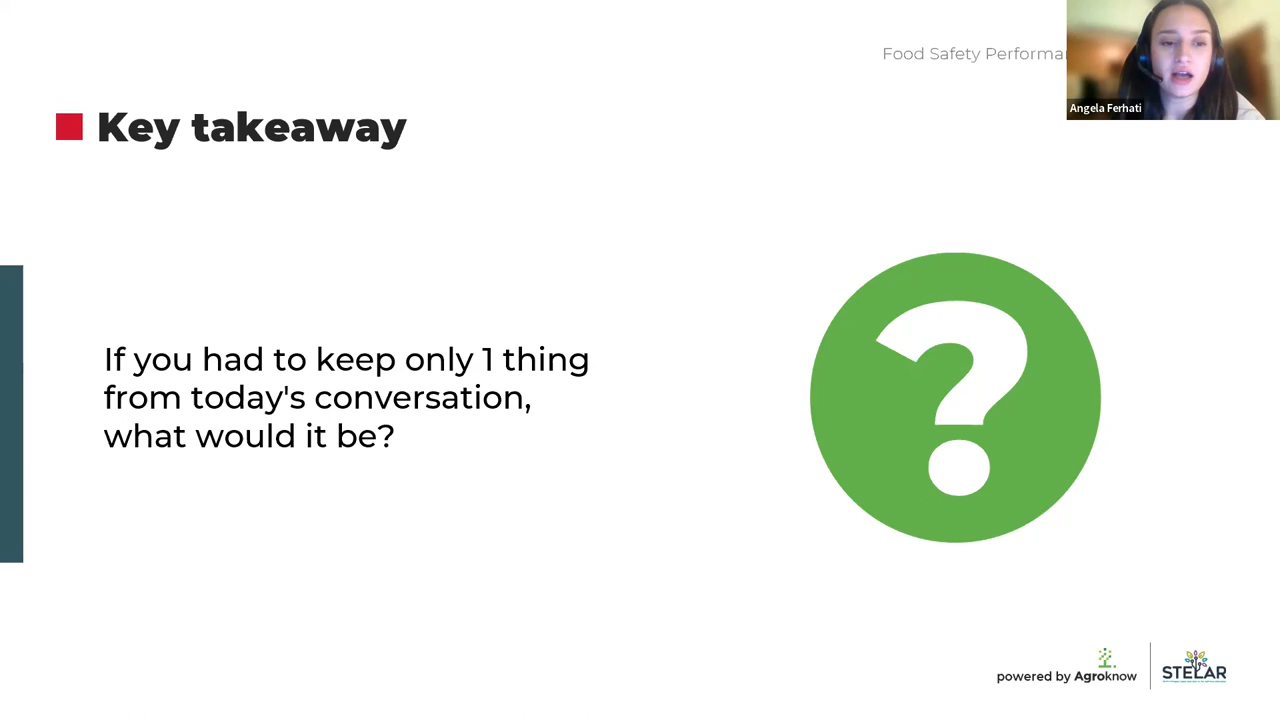 Food Safety Performa
Angela Ferhati
Key takeaway
If you had to keep only 1 thing
from today's conversation,
what would it be?
?
powered by Agroknow
STELAR